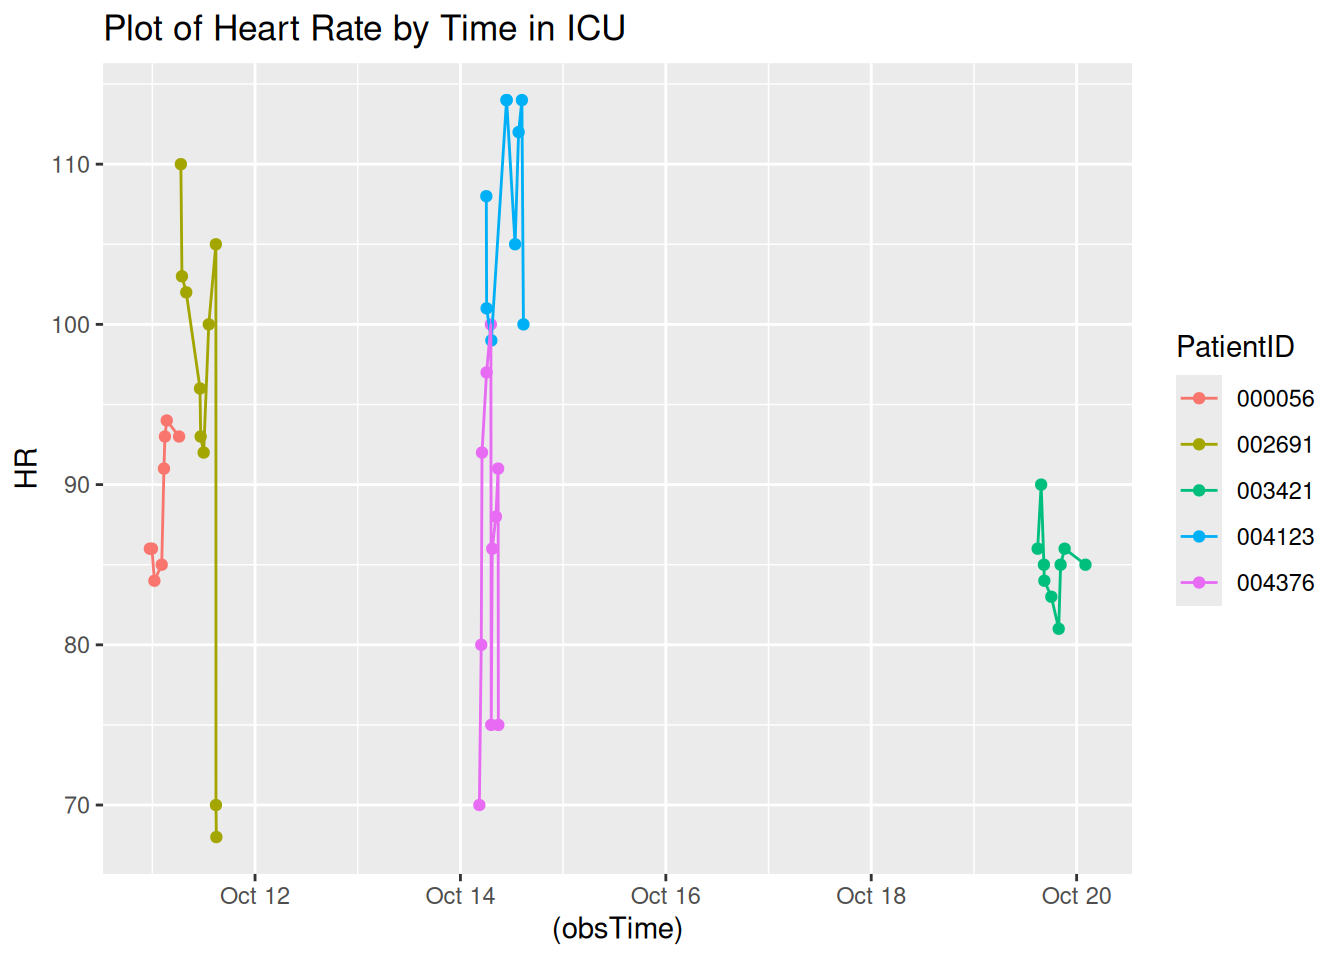 Plot of Heart Rate by Time in ICU
110
100
90
80
70
HR
Oct 12
Oct 14
Oct 16
Oct 18
Oct 20
(obsTime)
PatientID
000056
002691
003421
004123
004376